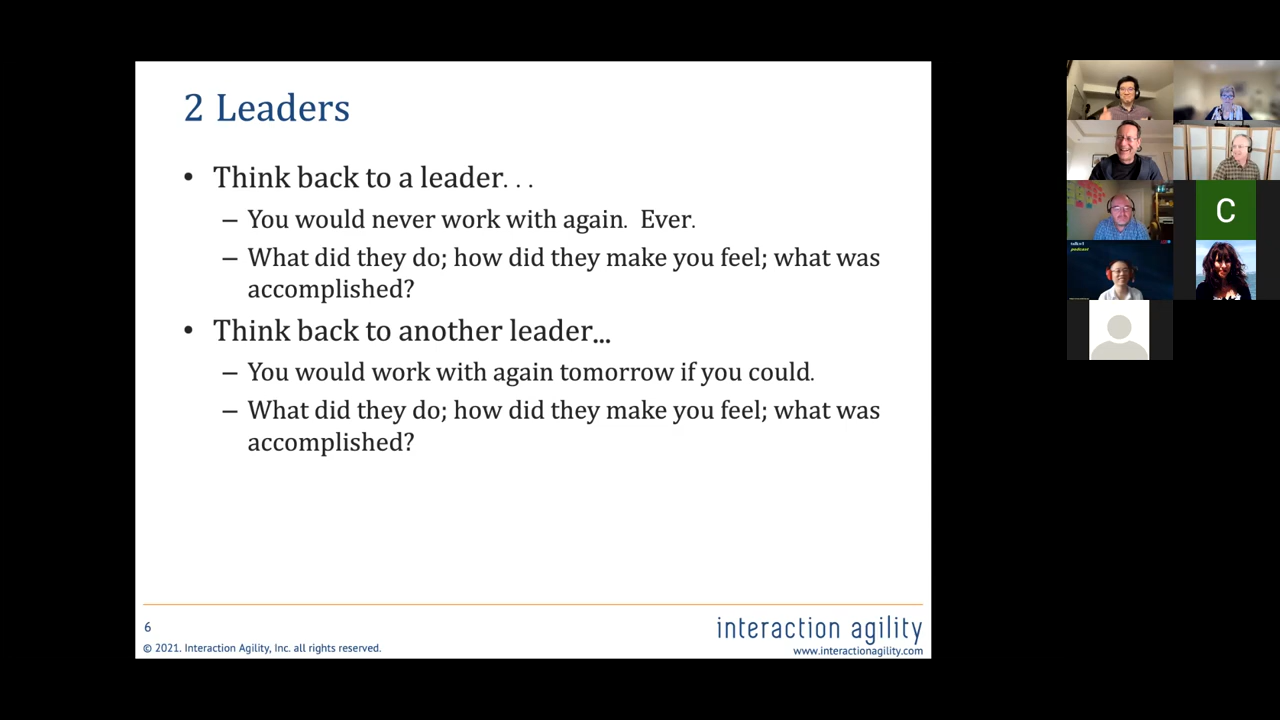 2 Leaders
• Think back to a leader. . .
– You would never work with again.  Ever.
– What did they do; how did they make you feel; what was
accomplished?
• Think back to another leader...
– You would work with again tomorrow if you could.
– What did they do; how did they make you feel; what was
accomplished?
6
© 2021. Interaction Agility, Inc. all rights reserved.
interaction agility
www.interactionagility.com
C
podcast